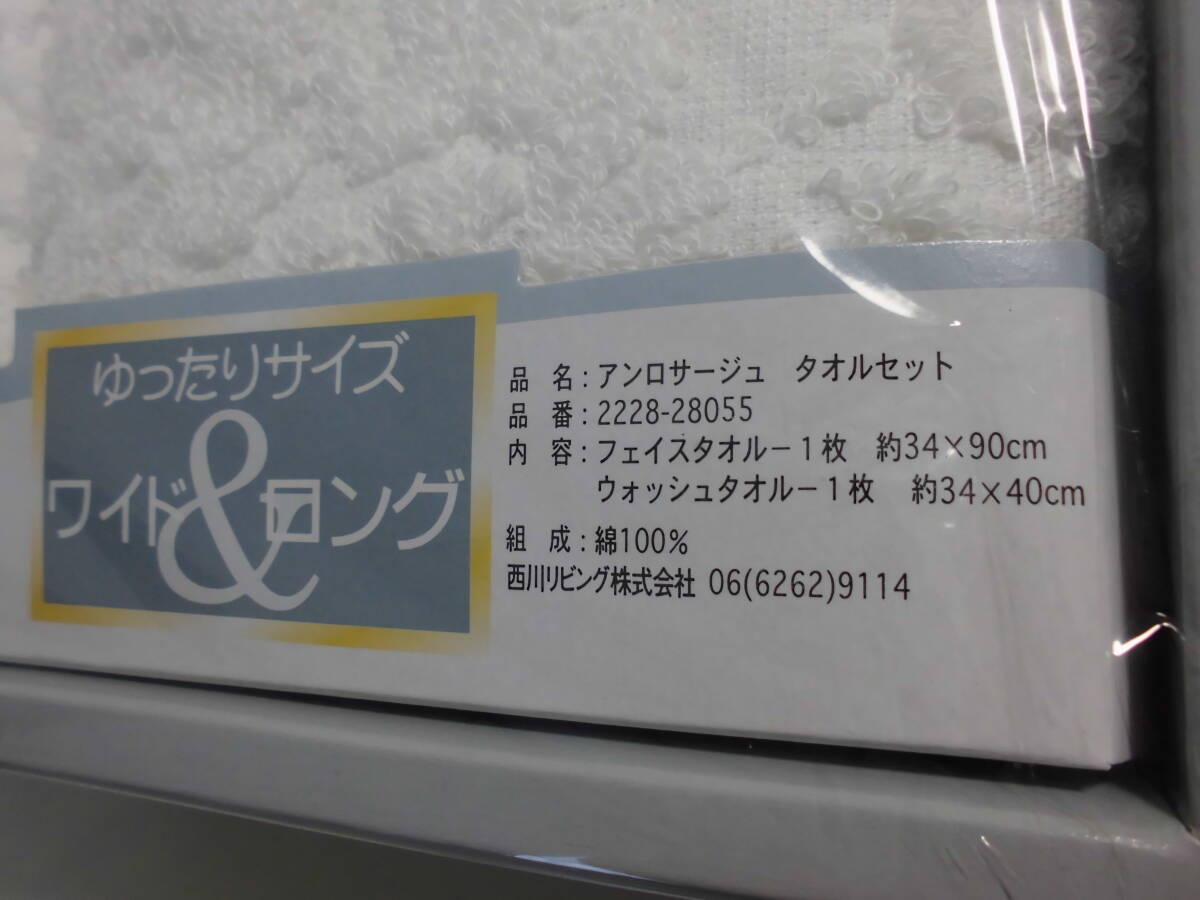 ゆったりサイズ
&
ワイド ロング
品 名：アンロサージュ タオルセット
品 番：2228-28055
内 容：フェイスタオルー1枚 約34×90cm
ウォッシュタオルー1枚 約34×40cm
組 成：綿100%
西川リビング株式会社 06(6262)9114